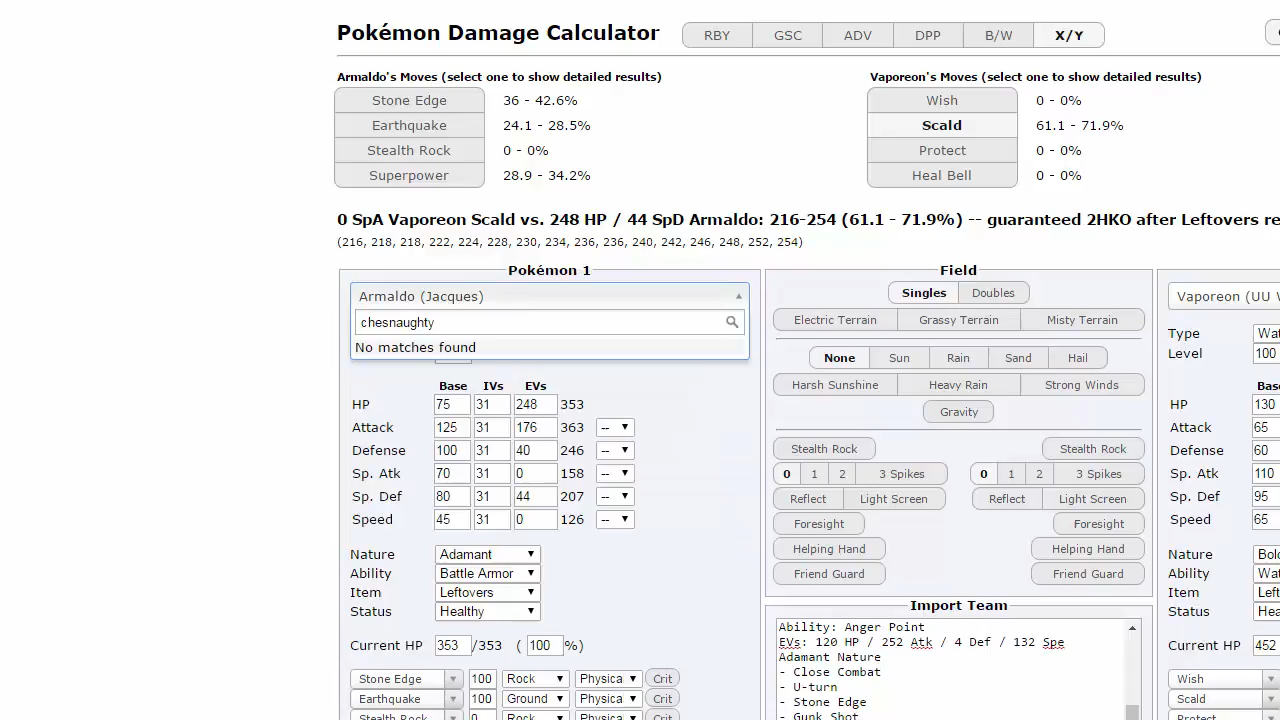 Pokémon Damage Calculator RBY GSC ADV DPP B/W X/Y
Armaldo's Moves (select one to show detailed results) Vaporeon's Moves (select one to show detailed results)
Stone Edge 36 - 42.6% Wish 0 - 0%
Earthquake 24.1 - 28.5% Scald 61.1 - 71.9%
Stealth Rock 0 - 0% Protect 0 - 0%
Superpower 28.9 - 34.2% Heal Bell 0 - 0%
0 SpA Vaporeon Scald vs. 248 HP / 44 SpD Armaldo: 216-254 (61.1 - 71.9%) -- guaranteed 2HKO after Leftovers re
(216, 218, 218, 222, 224, 228, 230, 234, 236, 236, 240, 242, 246, 248, 252, 254)
Pokémon 1
Armaldo (Jacques)
chesnaughty
No matches found
Base IVs EVs
HP 75 31 248 353
Attack 125 31 176 363 --
Defense 100 31 40 246 --
Sp. Atk 70 31 0 158 --
Sp. Def 80 31 44 207 --
Speed 45 31 0 126 --
Nature Adamant
Ability Battle Armor
Item Leftovers
Status Healthy
Current HP 353 /353 ( 100 %)
Stone Edge 100 Rock Physica Crit
Earthquake 100 Ground Physica Crit
Stealth Rock 0 Rock Physica Crit
Field
Singles Doubles
Electric Terrain Grassy Terrain Misty Terrain
None Sun Rain Sand Hail
Harsh Sunshine Heavy Rain Strong Winds
Gravity
Stealth Rock Stealth Rock
0 1 2 3 Spikes 0 1 2 3 Spikes
Reflect Light Screen Reflect Light Screen
Foresight Foresight
Helping Hand Helping Hand
Friend Guard Friend Guard
Import Team
Ability: Anger Point
EVs: 120 HP / 252 Atk / 4 Def / 132 Spe
Adamant Nature
- Close Combat
- U-turn
- Stone Edge
- Gunk Shot
Vaporeon (UU W
Type Wat
Level 100
Base
HP 130
Attack 65
Defense 60
Sp. Atk 110
Sp. Def 95
Speed 65
Nature Bol
Ability Wat
Item Lef
Status Hea
Current HP 452
Wish
Scald
Protect